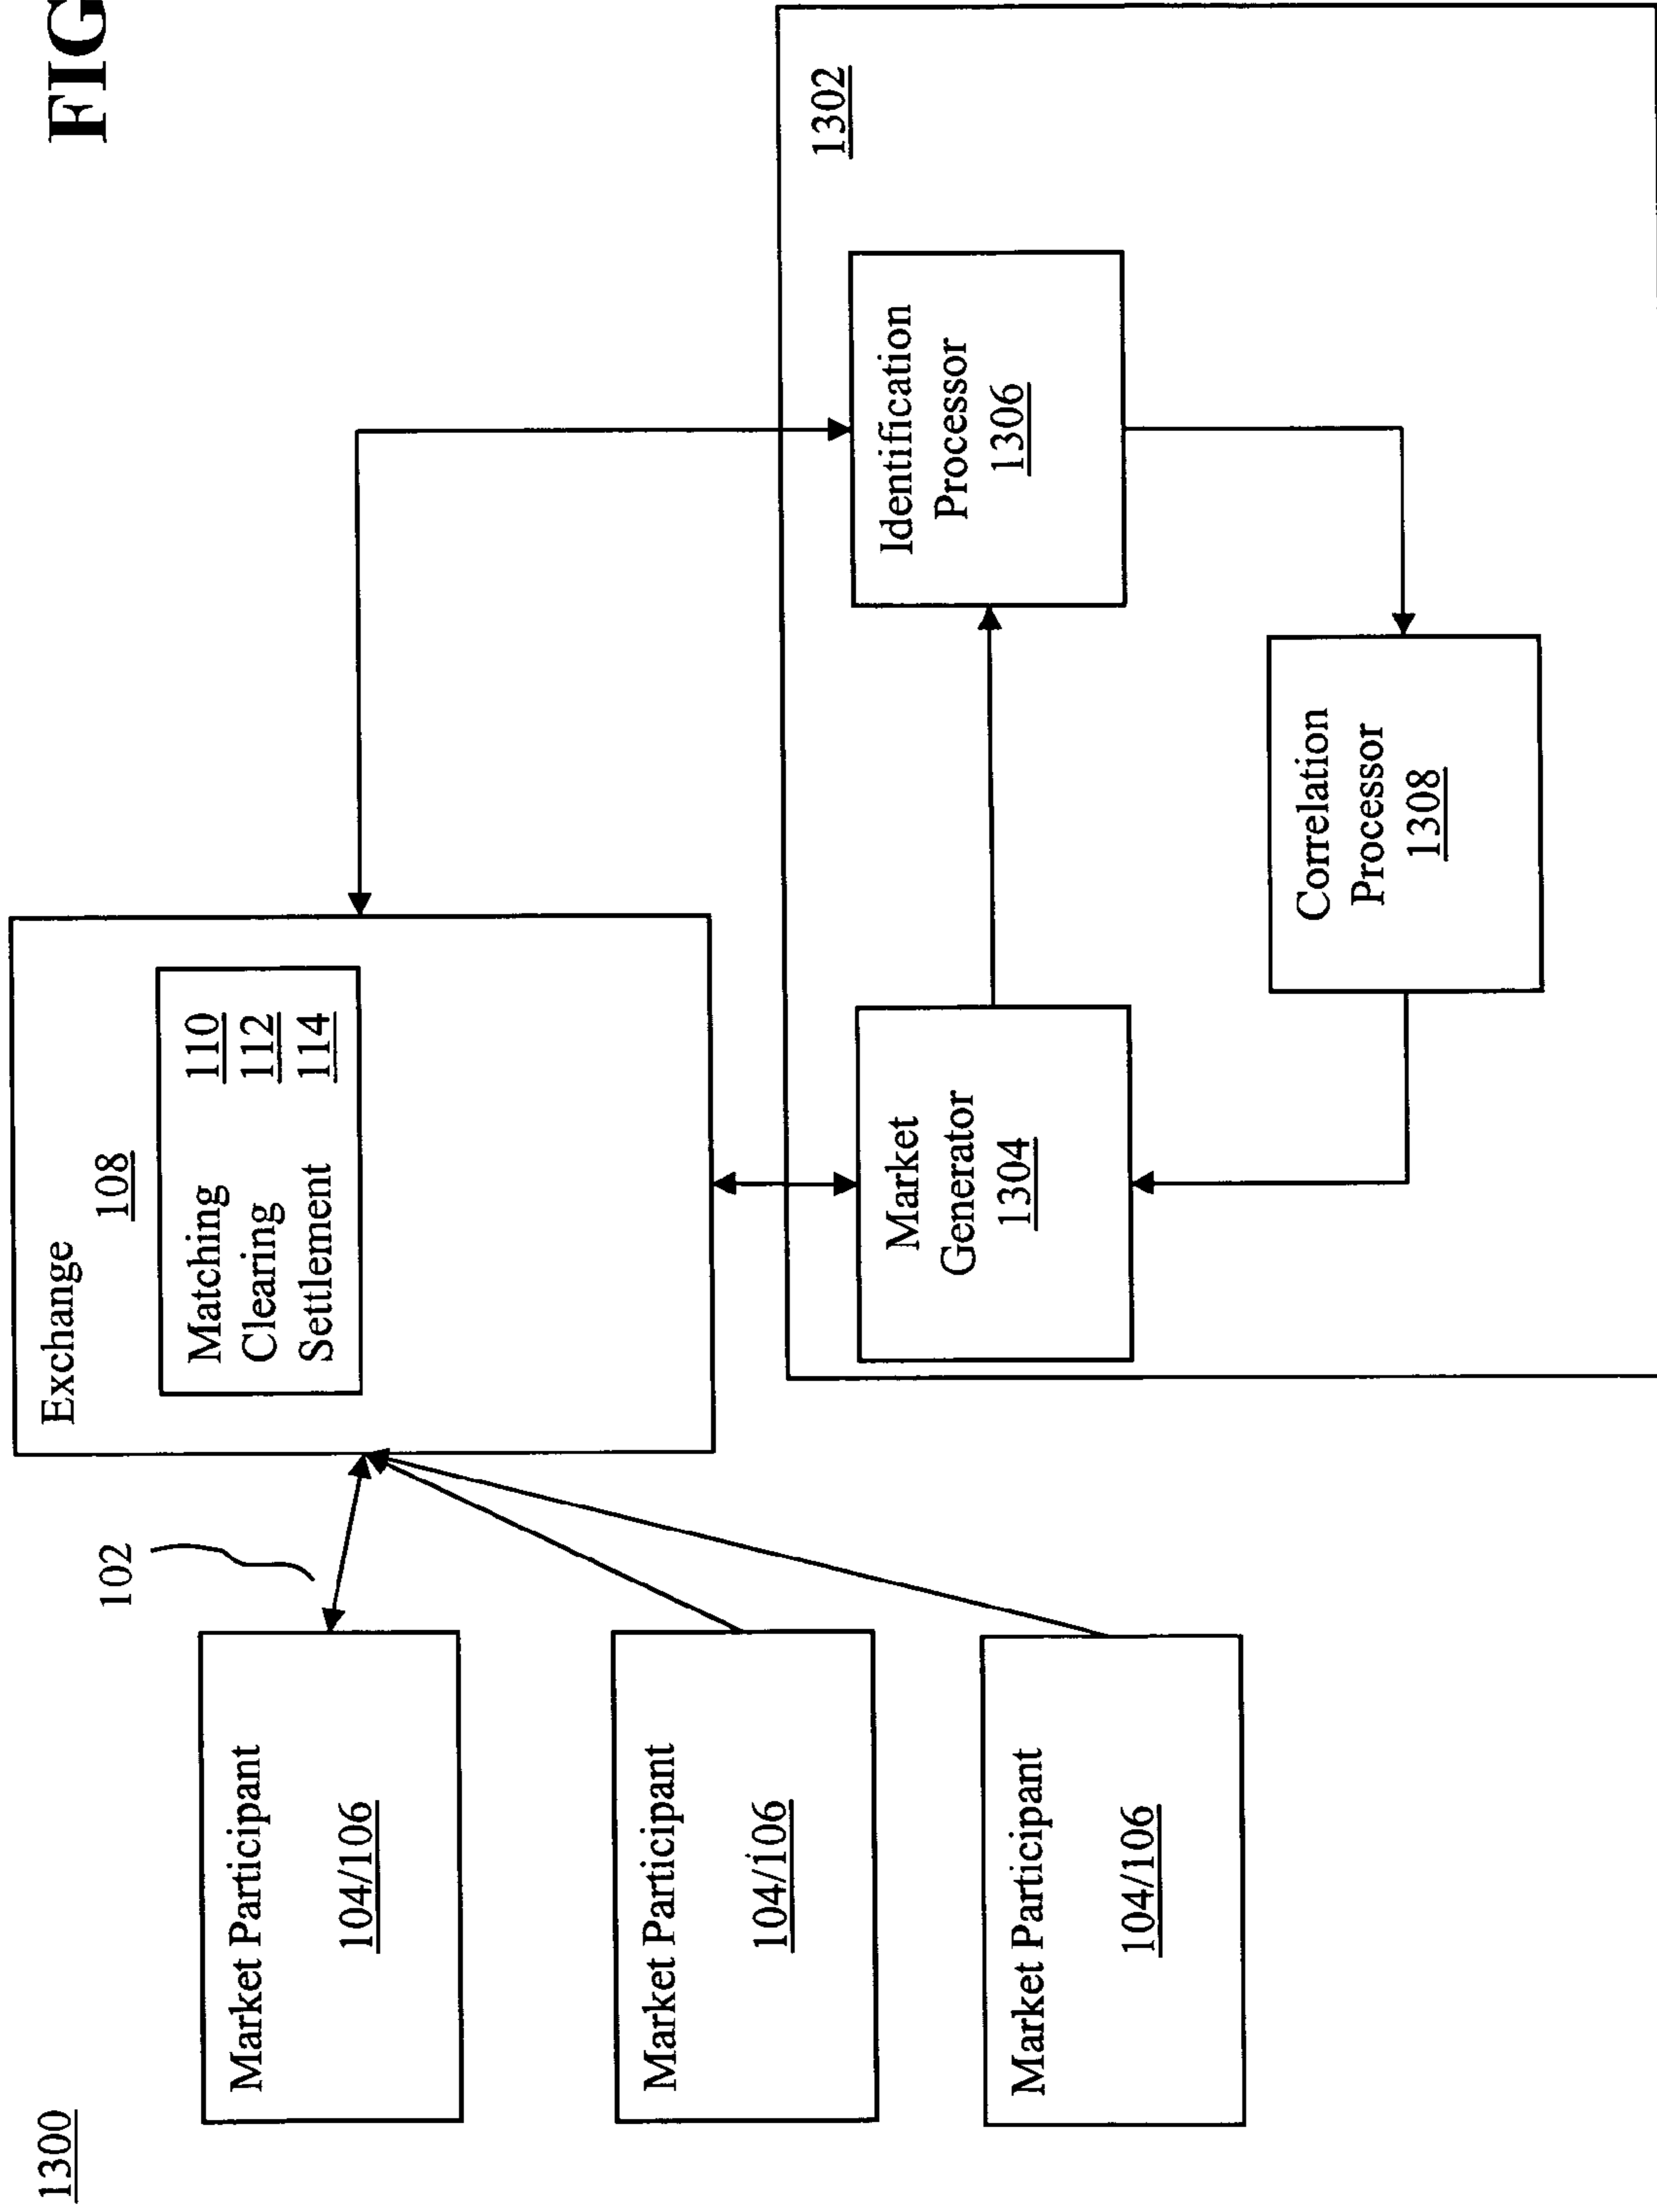 FIG
1300
102
Exchange
108
Matching 110
Clearing 112
Settlement 114
Market Participant
104/106
Market Participant
104/106
Market Participant
104/106
1302
Market
Generator
1304
Identification
Processor
1306
Correlation
Processor
1308